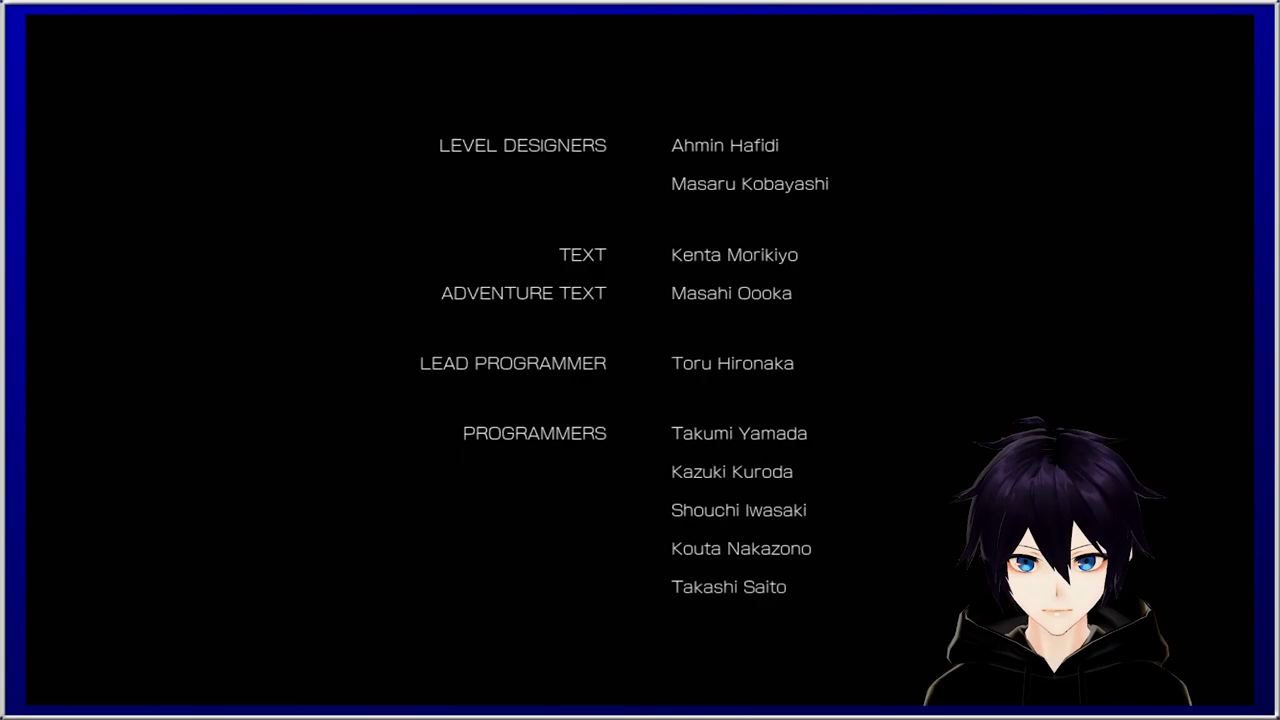 LEVEL DESIGNERS Ahmin Hafidi
Masaru Kobayashi
TEXT Kenta Morikiyo
ADVENTURE TEXT Masahi Oooka
LEAD PROGRAMMER Toru Hironaka
PROGRAMMERS Takumi Yamada
Kazuki Kuroda
Shouchi Iwasaki
Kouta Nakazono
Takashi Saito